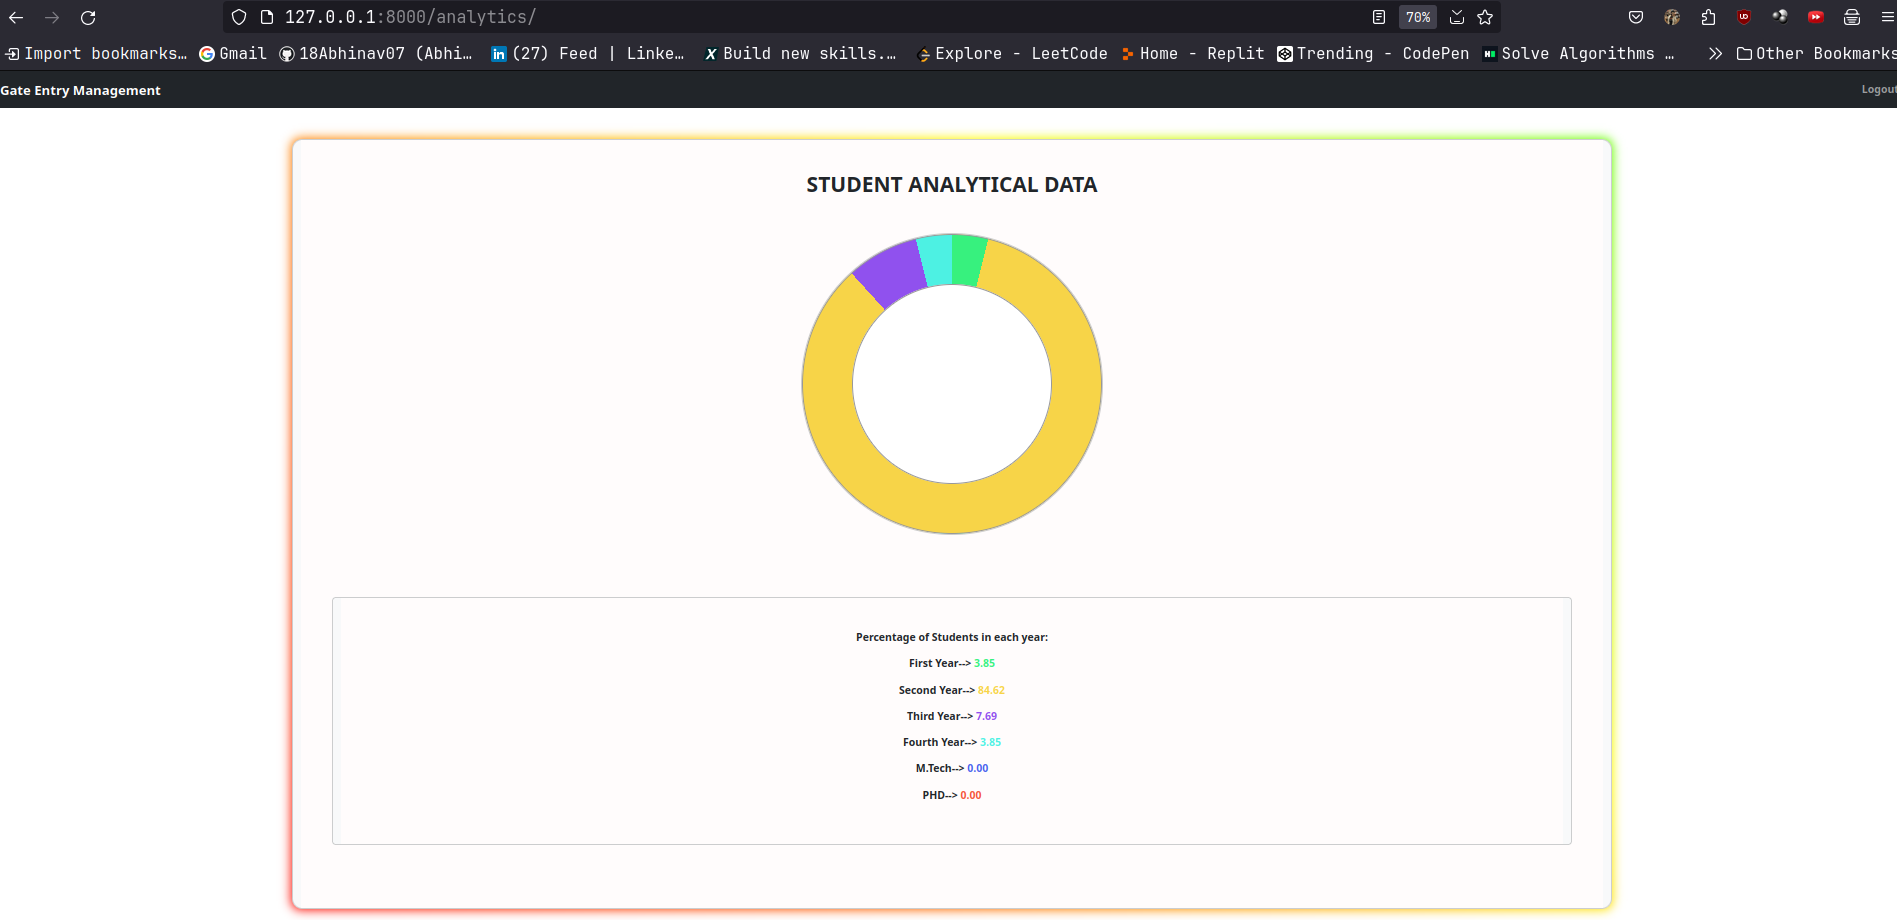 127.0.0.1:8000/analytics/ 70%
Import bookmarks… Gmail 18Abhinav07 (Abhi… (27) Feed | Linke… Build new skills.… Explore - LeetCode Home - Replit Trending - CodePen Solve Algorithms … Other Bookmarks
Gate Entry Management Logout
STUDENT ANALYTICAL DATA
Percentage of Students in each year:
First Year--> 3.85
Second Year--> 84.62
Third Year--> 7.69
Fourth Year--> 3.85
M.Tech--> 0.00
PHD--> 0.00